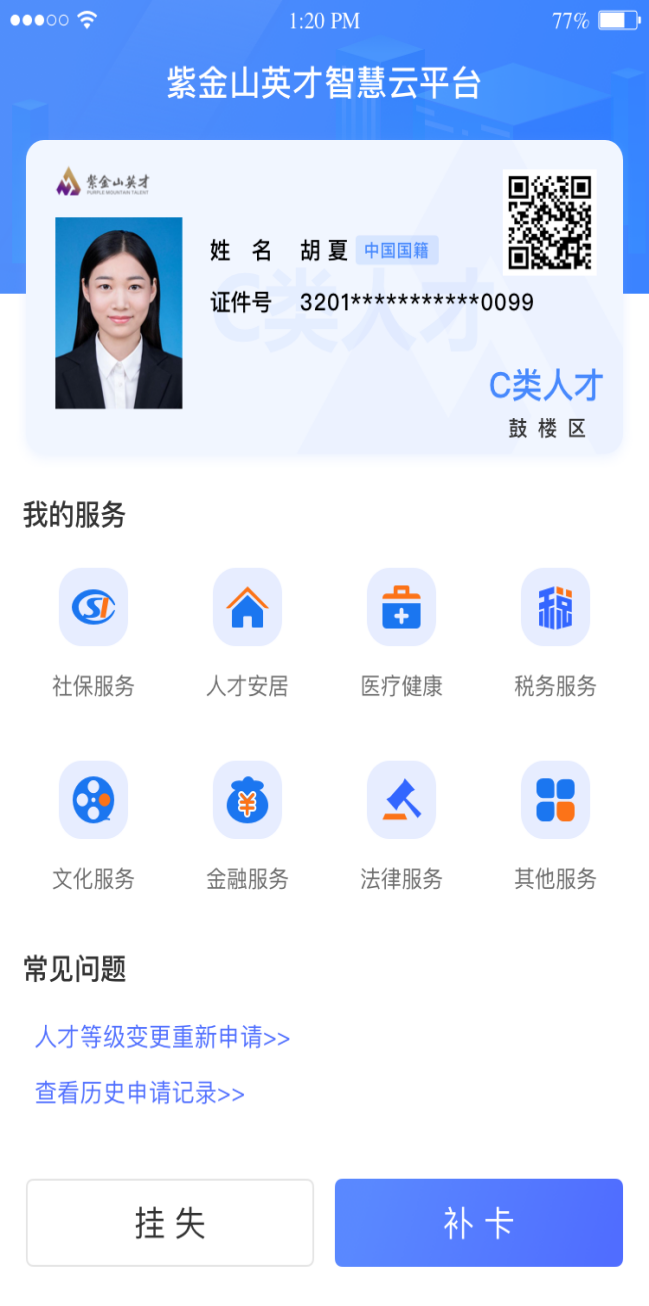 1:20 PM
77%
紫金山英才智慧云平台
紫金山英才
PURPLE MOUNTAIN TALENT
姓 名 胡 夏 中国国籍
证件号 3201***********0099
C类人才
C类人才
鼓 楼 区
我的服务
社保服务 人才安居 医疗健康 税务服务
文化服务 金融服务 法律服务 其他服务
常见问题
人才等级变更重新申请>>
查看历史申请记录>>
挂 失 补 卡